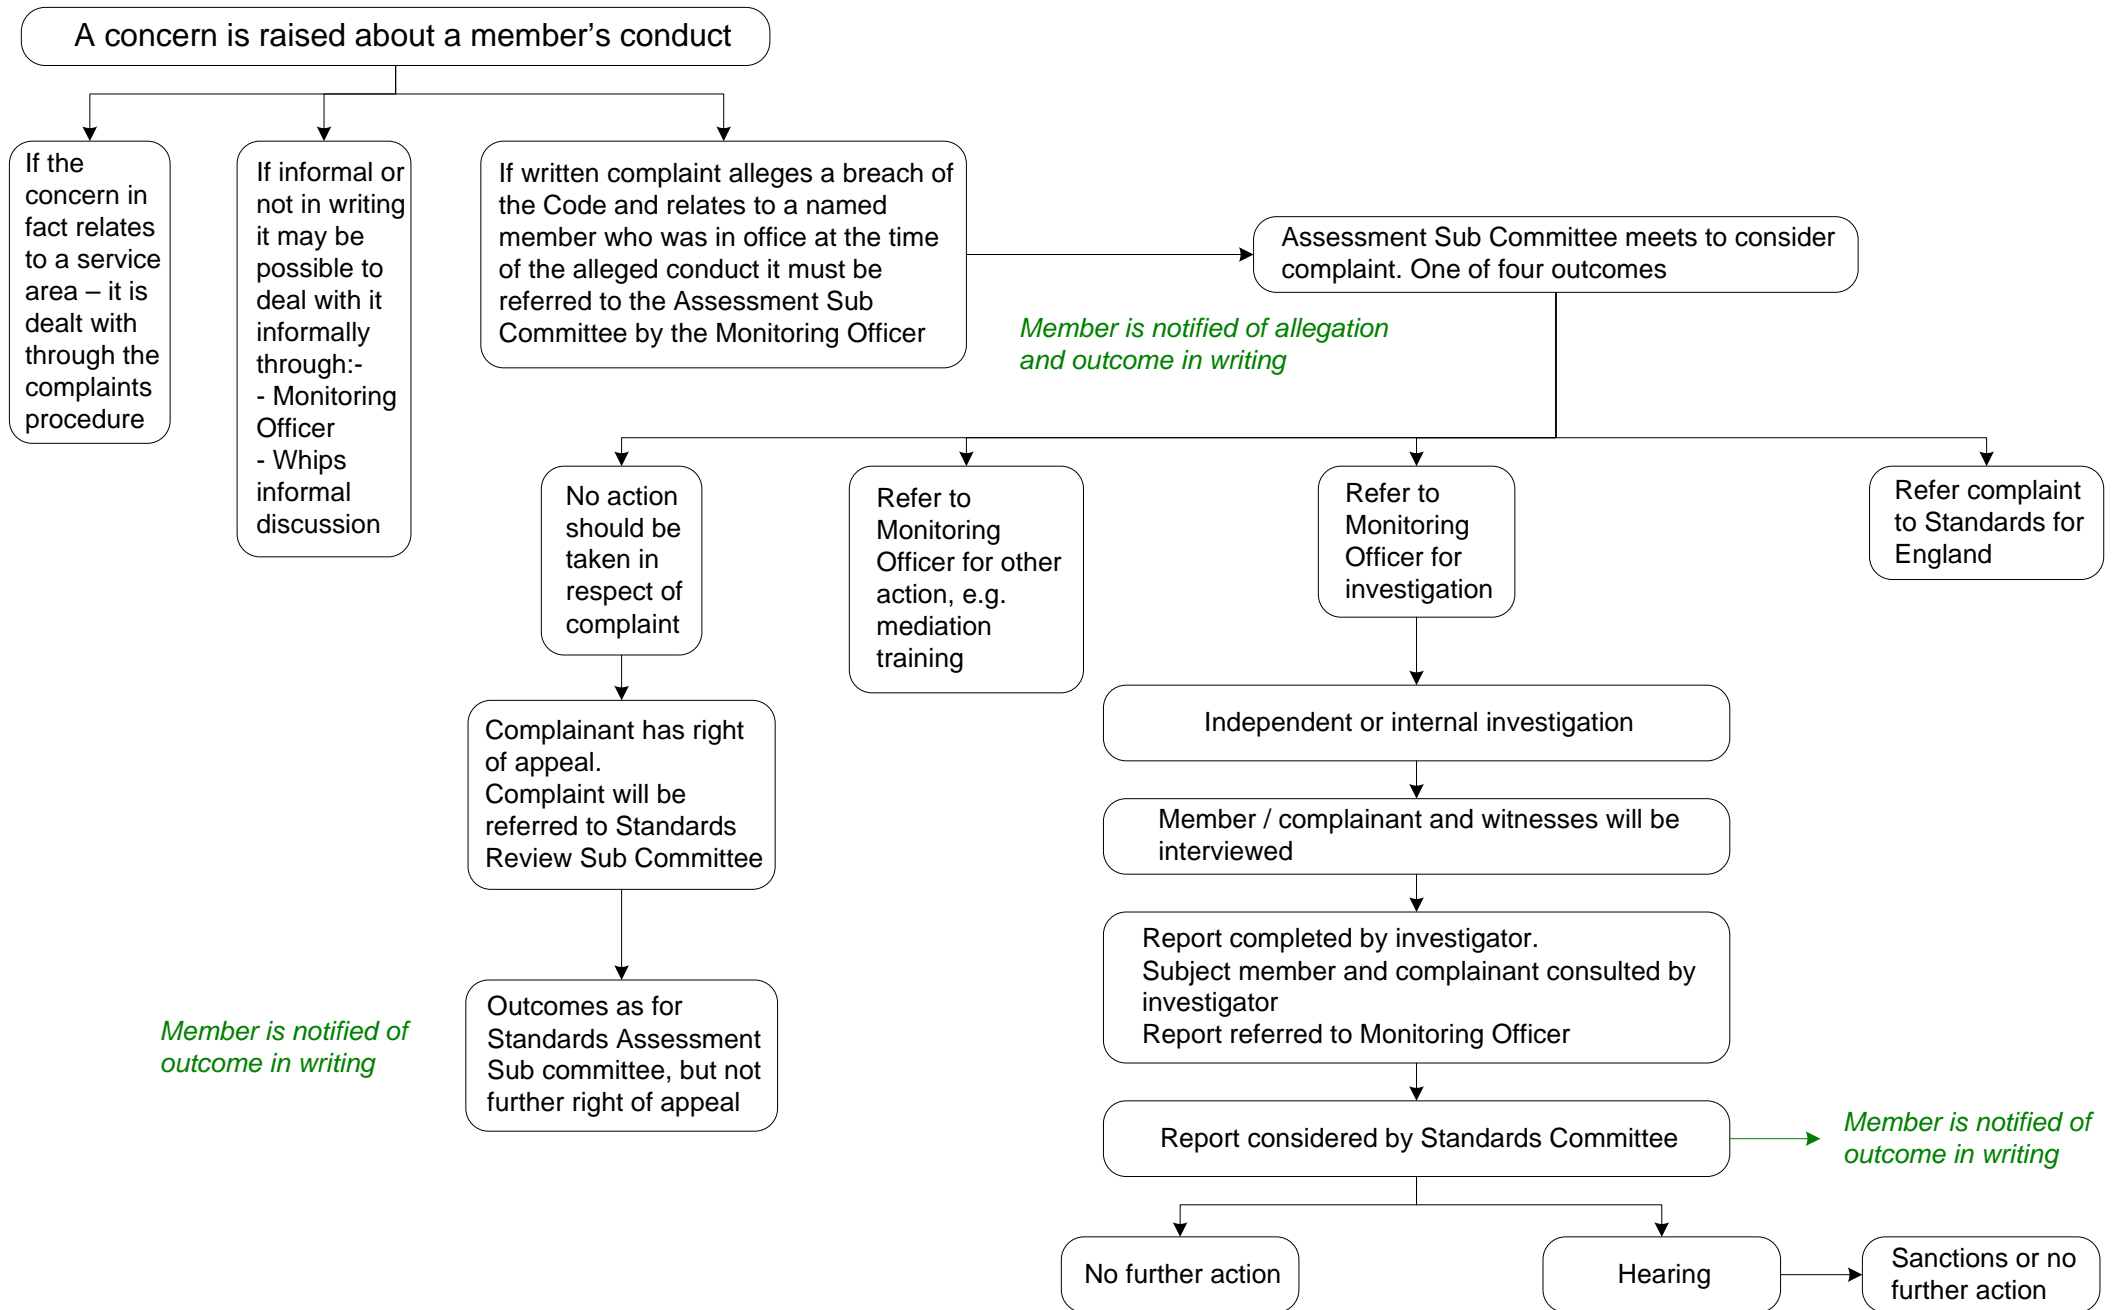 A concern is raised about a member’s conduct
If the
concern in
fact relates
to a service
area – it is
dealt with
through the
complaints
procedure
If informal or
not in writing
it may be
possible to
deal with it
informally
through:-
- Monitoring
Officer
- Whips
informal
discussion
If written complaint alleges a breach of
the Code and relates to a named
member who was in office at the time
of the alleged conduct it must be
referred to the Assessment Sub
Committee by the Monitoring Officer
Assessment Sub Committee meets to consider
complaint. One of four outcomes
Member is notified of allegation
and outcome in writing
No action
should be
taken in
respect of
complaint
Refer to
Monitoring
Officer for other
action, e.g.
mediation
training
Refer to
Monitoring
Officer for
investigation
Refer complaint
to Standards for
England
Complainant has right
of appeal.
Complaint will be
referred to Standards
Review Sub Committee
Independent or internal investigation
Member / complainant and witnesses will be
interviewed
Report completed by investigator.
Subject member and complainant consulted by
investigator
Report referred to Monitoring Officer
Member is notified of
outcome in writing
Outcomes as for
Standards Assessment
Sub committee, but not
further right of appeal
Report considered by Standards Committee
Member is notified of
outcome in writing
No further action
Hearing
Sanctions or no
further action